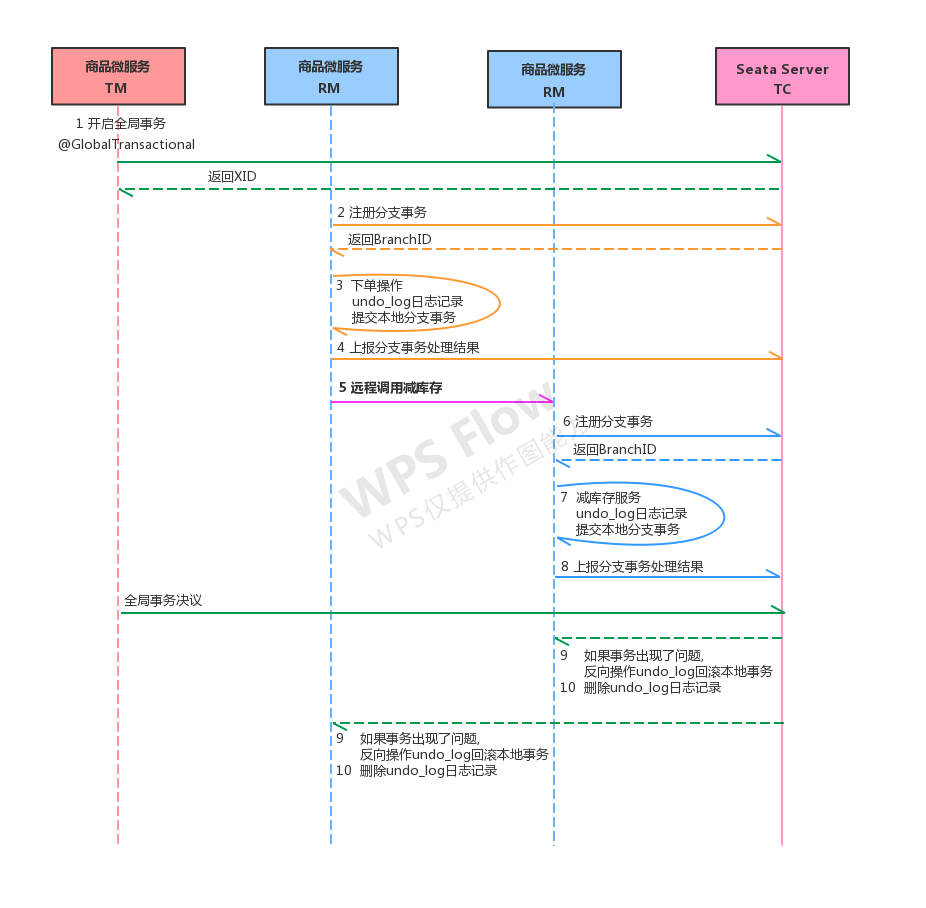 商品微服务
TM
商品微服务
RM
商品微服务
RM
Seata Server
TC
1 开启全局事务
@GlobalTransactional
返回XID
2 注册分支事务
返回BranchID
3 下单操作
undo_log日志记录
提交本地分支事务
4 上报分支事务处理结果
5 远程调用减库存
6 注册分支事务
返回BranchID
7 减库存服务
undo_log日志记录
提交本地分支事务
8 上报分支事务处理结果
全局事务决议
9 如果事务出现了问题,
反向操作undo_log回滚本地事务
10 删除undo_log日志记录
9 如果事务出现了问题,
反向操作undo_log回滚本地事务
10 删除undo_log日志记录
WPS Flow
WPS仅提供作图能力